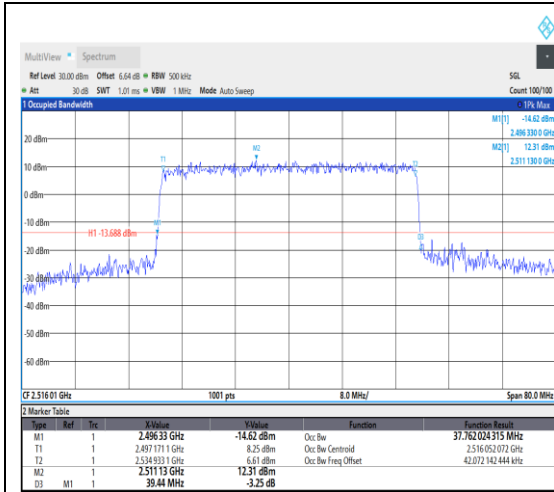 MultiView Spectrum
Ref Level 30.00 dBm Offset 6.64 dB RBW 500 kHz SGL
Att 30 dB SWT 1.01 ms VBW 1 MHz Mode Auto Sweep Count 100/100
1 Occupied Bandwidth 1Pk Max
M1[1] -14.62 dBm
2.496 330 0 GHz
M2[1] 12.31 dBm
2.511 130 0 GHz
20 dBm
M2
T1 T2
10 dBm
0 dBm
-10 dBm
M1
H1 -13.688 dBm
D3
-20 dBm
-30 dBm
-40 dBm
-50 dBm
-60 dBm
CF 2.516 01 GHz 1001 pts 8.0 MHz/ Span 80.0 MHz
2 Marker Table
Type Ref Trc X-Value Y-Value Function Function Result
M1 1 2.496 33 GHz -14.62 dBm Occ Bw 37.762 024 315 MHz
T1 1 2.497 171 1 GHz 8.25 dBm Occ Bw Centroid 2.516 052 072 GHz
T2 1 2.534 933 1 GHz 6.61 dBm Occ Bw Freq Offset 42.072 142 444 kHz
M2 1 2.511 13 GHz 12.31 dBm
D3 M1 1 39.44 MHz -3.25 dB